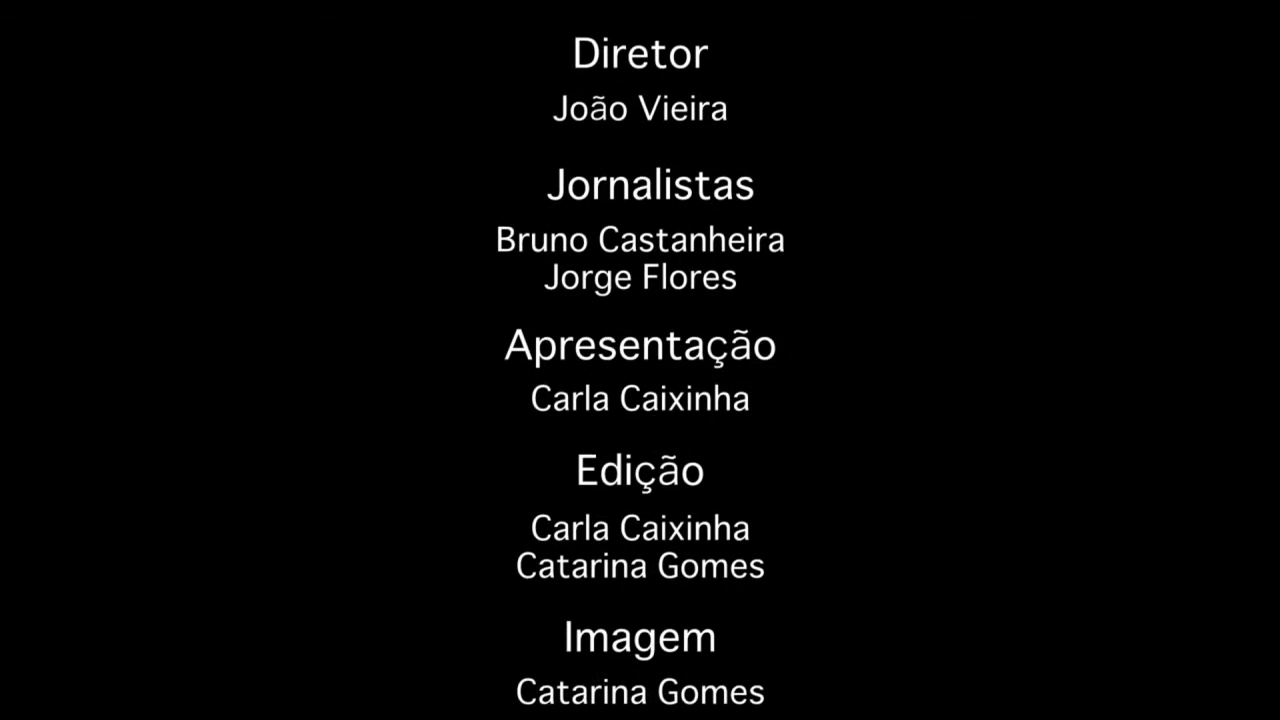 Diretor
João Vieira
Jornalistas
Bruno Castanheira
Jorge Flores
Apresentação
Carla Caixinha
Edição
Carla Caixinha
Catarina Gomes
Imagem
Catarina Gomes